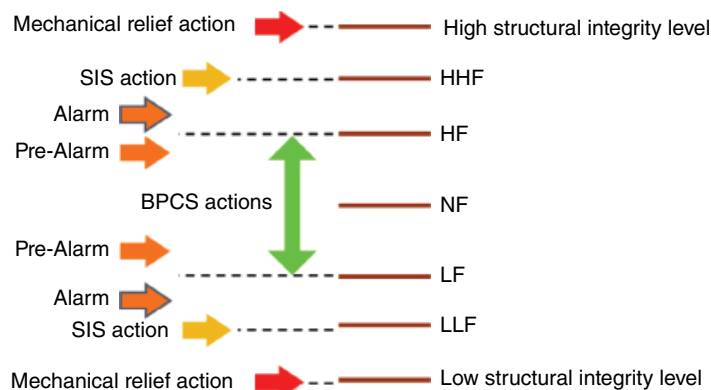 Mechanical relief action
High structural integrity level
SIS action
HHF
Alarm
HF
Pre-Alarm
BPCS actions
NF
Pre-Alarm
LF
Alarm
SIS action
LLF
Mechanical relief action
Low structural integrity level